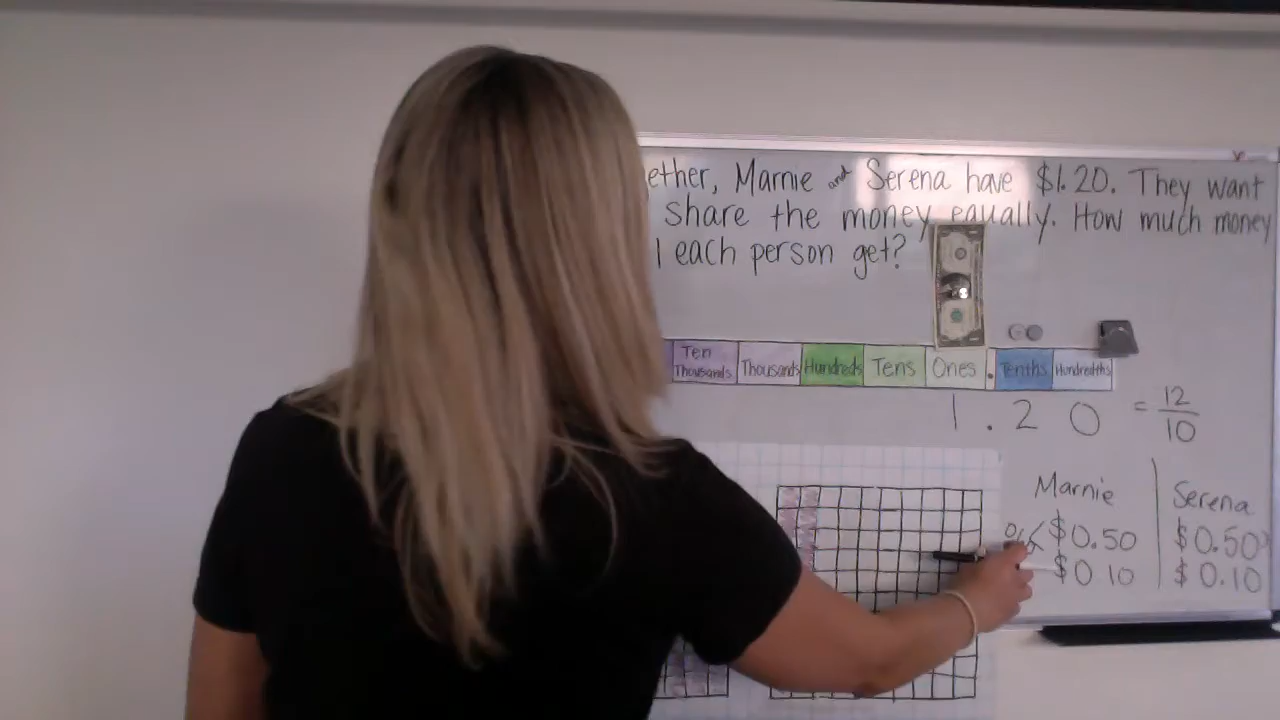 ether, Marnie and Serena have $1.20. They want
share the money equally. How much money
l each person get?
Ten Thousands Thousands Hundreds Tens Ones . Tenths Hundredths
1.20 = 12/10
Marnie Serena
$0.50 $0.50
$0.10 $0.10